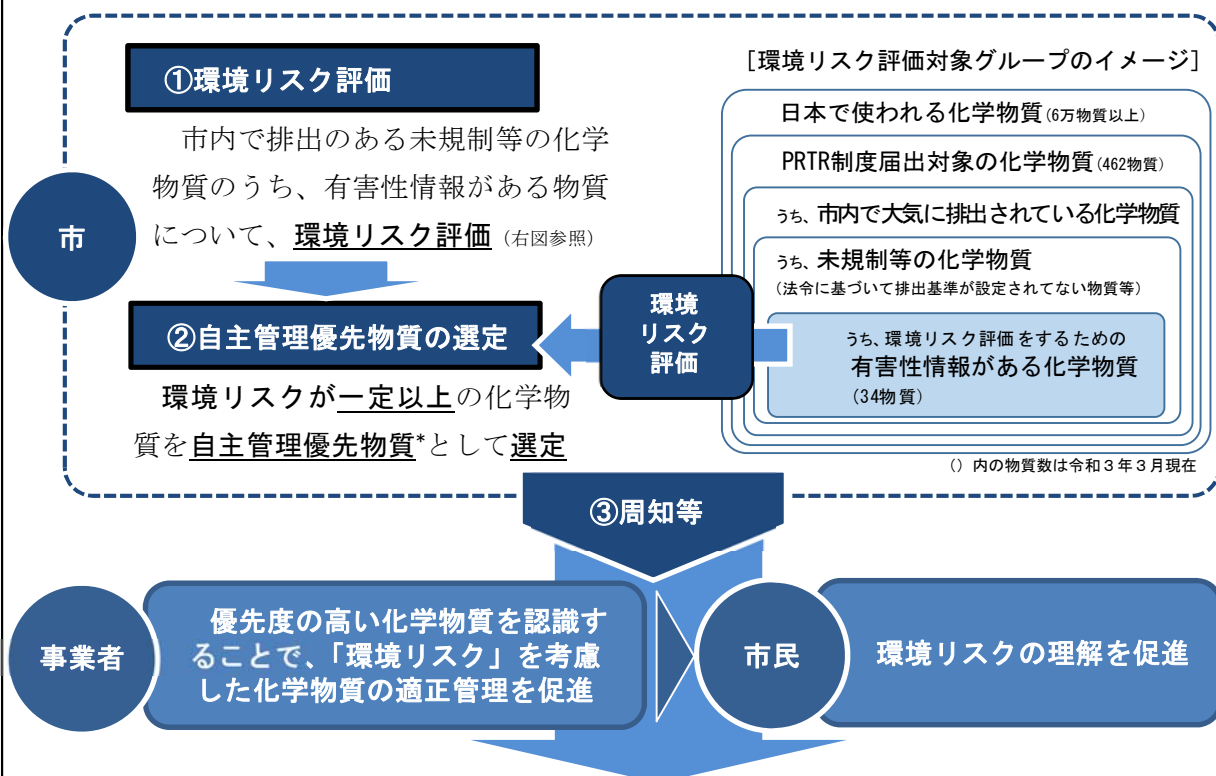 市
①環境リスク評価
市内で排出のある未規制等の化学
物質のうち、有害性情報がある物質
について、環境リスク評価（右図参照）
②自主管理優先物質の選定
環境リスクが一定以上の化学物
質を自主管理優先物質*として選定
環境
リスク
評価
［環境リスク評価対象グループのイメージ］
日本で使われる化学物質(6万物質以上)
PRTR制度届出対象の化学物質(462物質)
うち、市内で大気に排出されている化学物質
うち、未規制等の化学物質
（法令に基づいて排出基準が設定されてない物質等）
うち、環境リスク評価をするための
有害性情報がある化学物質
（34物質）
（）内の物質数は令和３年３月現在
③周知等
事業者
優先度の高い化学物質を認識す
ることで、「環境リスク」を考慮
した化学物質の適正管理を促進
市民
環境リスクの理解を促進